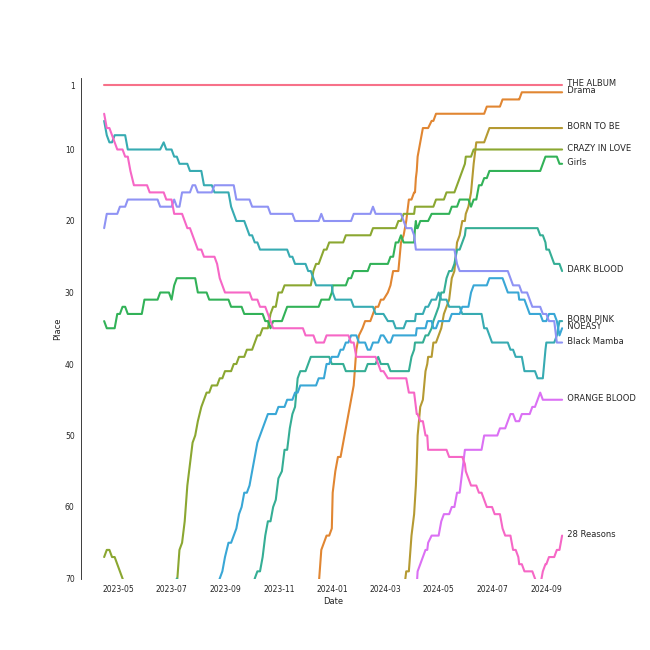 1
10
20
30
40
50
60
70
Place
2023-05
2023-07
2023-09
2023-11
2024-01
2024-03
2024-05
2024-07
2024-09
Date
THE ALBUM
Drama
BORN TO BE
CRAZY IN LOVE
Girls
DARK BLOOD
BORN PINK
NOEASY
Black Mamba
ORANGE BLOOD
28 Reasons